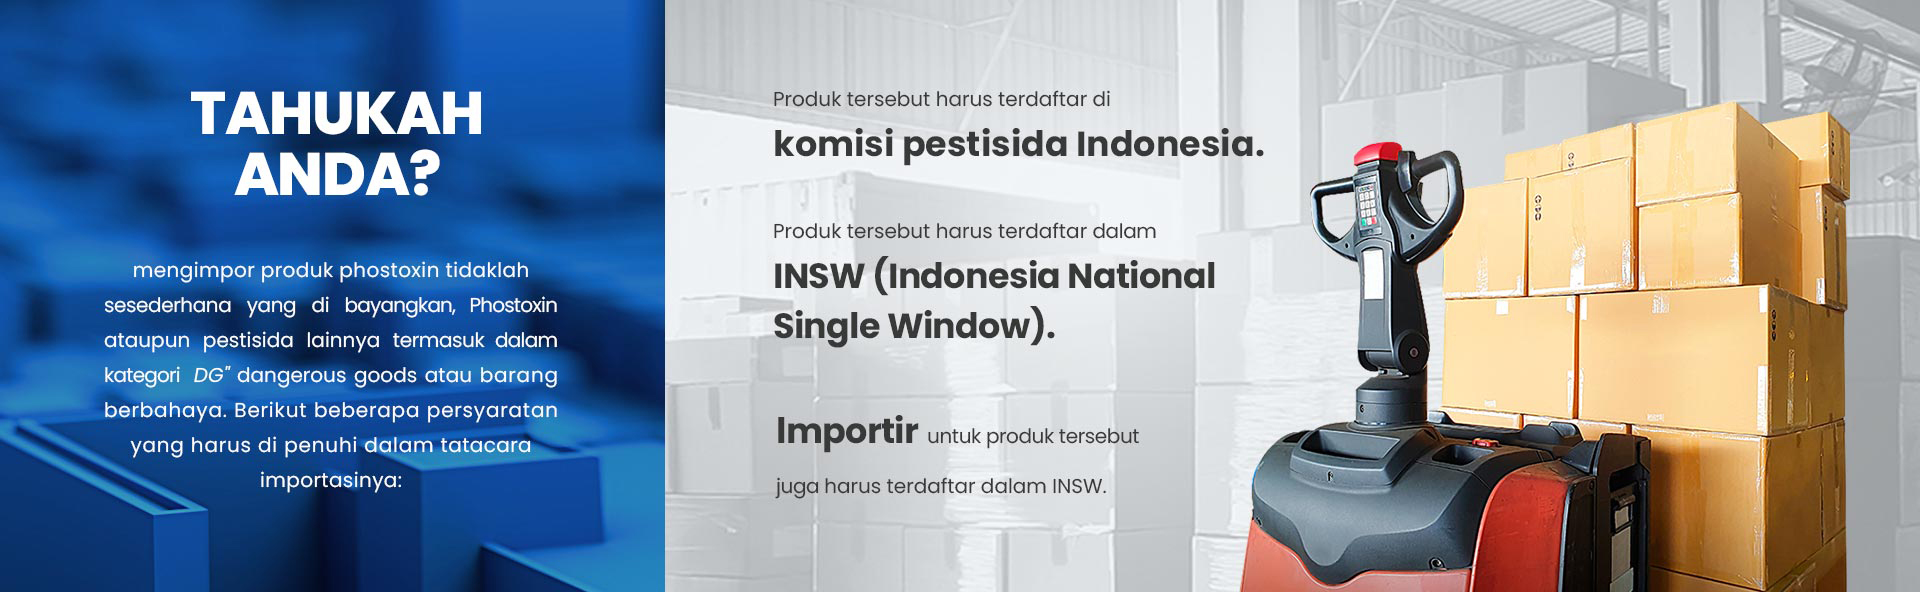 TAHUKAH
ANDA?
mengimpor produk phostoxin tidaklah
sesederhana yang di bayangkan, Phostoxin
ataupun pestisida lainnya termasuk dalam
kategori DG" dangerous goods atau barang
berbahaya. Berikut beberapa persyaratan
yang harus di penuhi dalam tatacara
importasinya:
Produk tersebut harus terdaftar di
komisi pestisida Indonesia.
Produk tersebut harus terdaftar dalam
INSW (Indonesia National
Single Window).
Importir untuk produk tersebut
juga harus terdaftar dalam INSW.